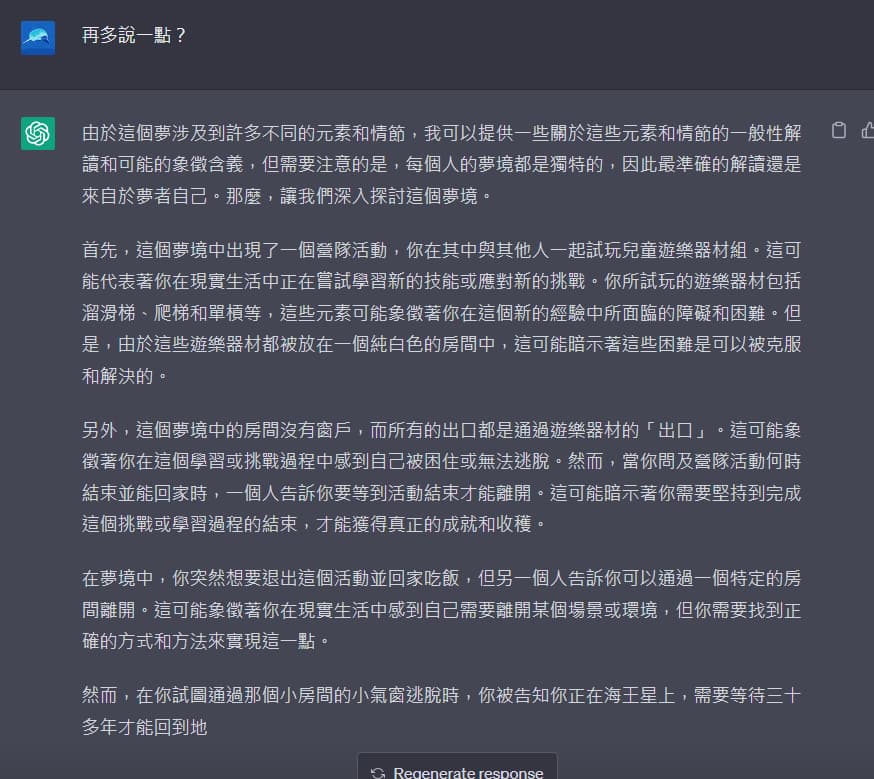 再多說一點？
由於這個夢涉及到許多不同的元素和情節，我可以提供一些關於這些元素和情節的一般性解
讀和可能的象徵含義，但需要注意的是，每個人的夢境都是獨特的，因此最準確的解讀還是
來自於夢者自己。那麼，讓我們深入探討這個夢境。
首先，這個夢境中出現了一個營隊活動，你在其中與其他人一起試玩兒童遊樂器材組。這可
能代表著你在現實生活中正在嘗試學習新的技能或應對新的挑戰。你所試玩的遊樂器材包括
溜滑梯、爬梯和單槓等，這些元素可能象徵著你在這個新的經驗中所面臨的障礙和困難。但
是，由於這些遊樂器材都被放在一個純白色的房間中，這可能暗示著這些困難是可以被克服
和解決的。
另外，這個夢境中的房間沒有窗戶，而所有的出口都是通過遊樂器材的「出口」。這可能象
徵著你在這個學習或挑戰過程中感到自己被困住或無法逃脫。然而，當你問及營隊活動何時
結束並能回家時，一個人告訴你要等到活動結束才能離開。這可能暗示著你需要堅持到完成
這個挑戰或學習過程的結束，才能獲得真正的成就和收穫。
在夢境中，你突然想要退出這個活動並回家吃飯，但另一個人告訴你可以通過一個特定的房
間離開。這可能象徵著你在現實生活中感到自己需要離開某個場景或環境，但你需要找到正
確的方式和方法來實現這一點。
然而，在你試圖通過那個小房間的小氣窗逃脫時，你被告知你正在海王星上，需要等待三十
多年才能回到地
Regenerate response